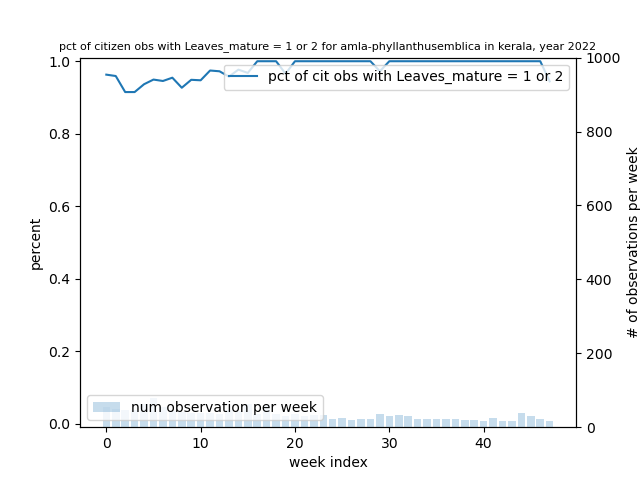 pct of citizen obs with Leaves_mature = 1 or 2 for amla-phyllanthusemblica in kerala, year 2022
pct of cit obs with Leaves_mature = 1 or 2
num observation per week
percent
1.0
0.8
0.6
0.4
0.2
0.0
0 10 20 30 40
week index
1000
800
600
400
200
0
# of observations per week